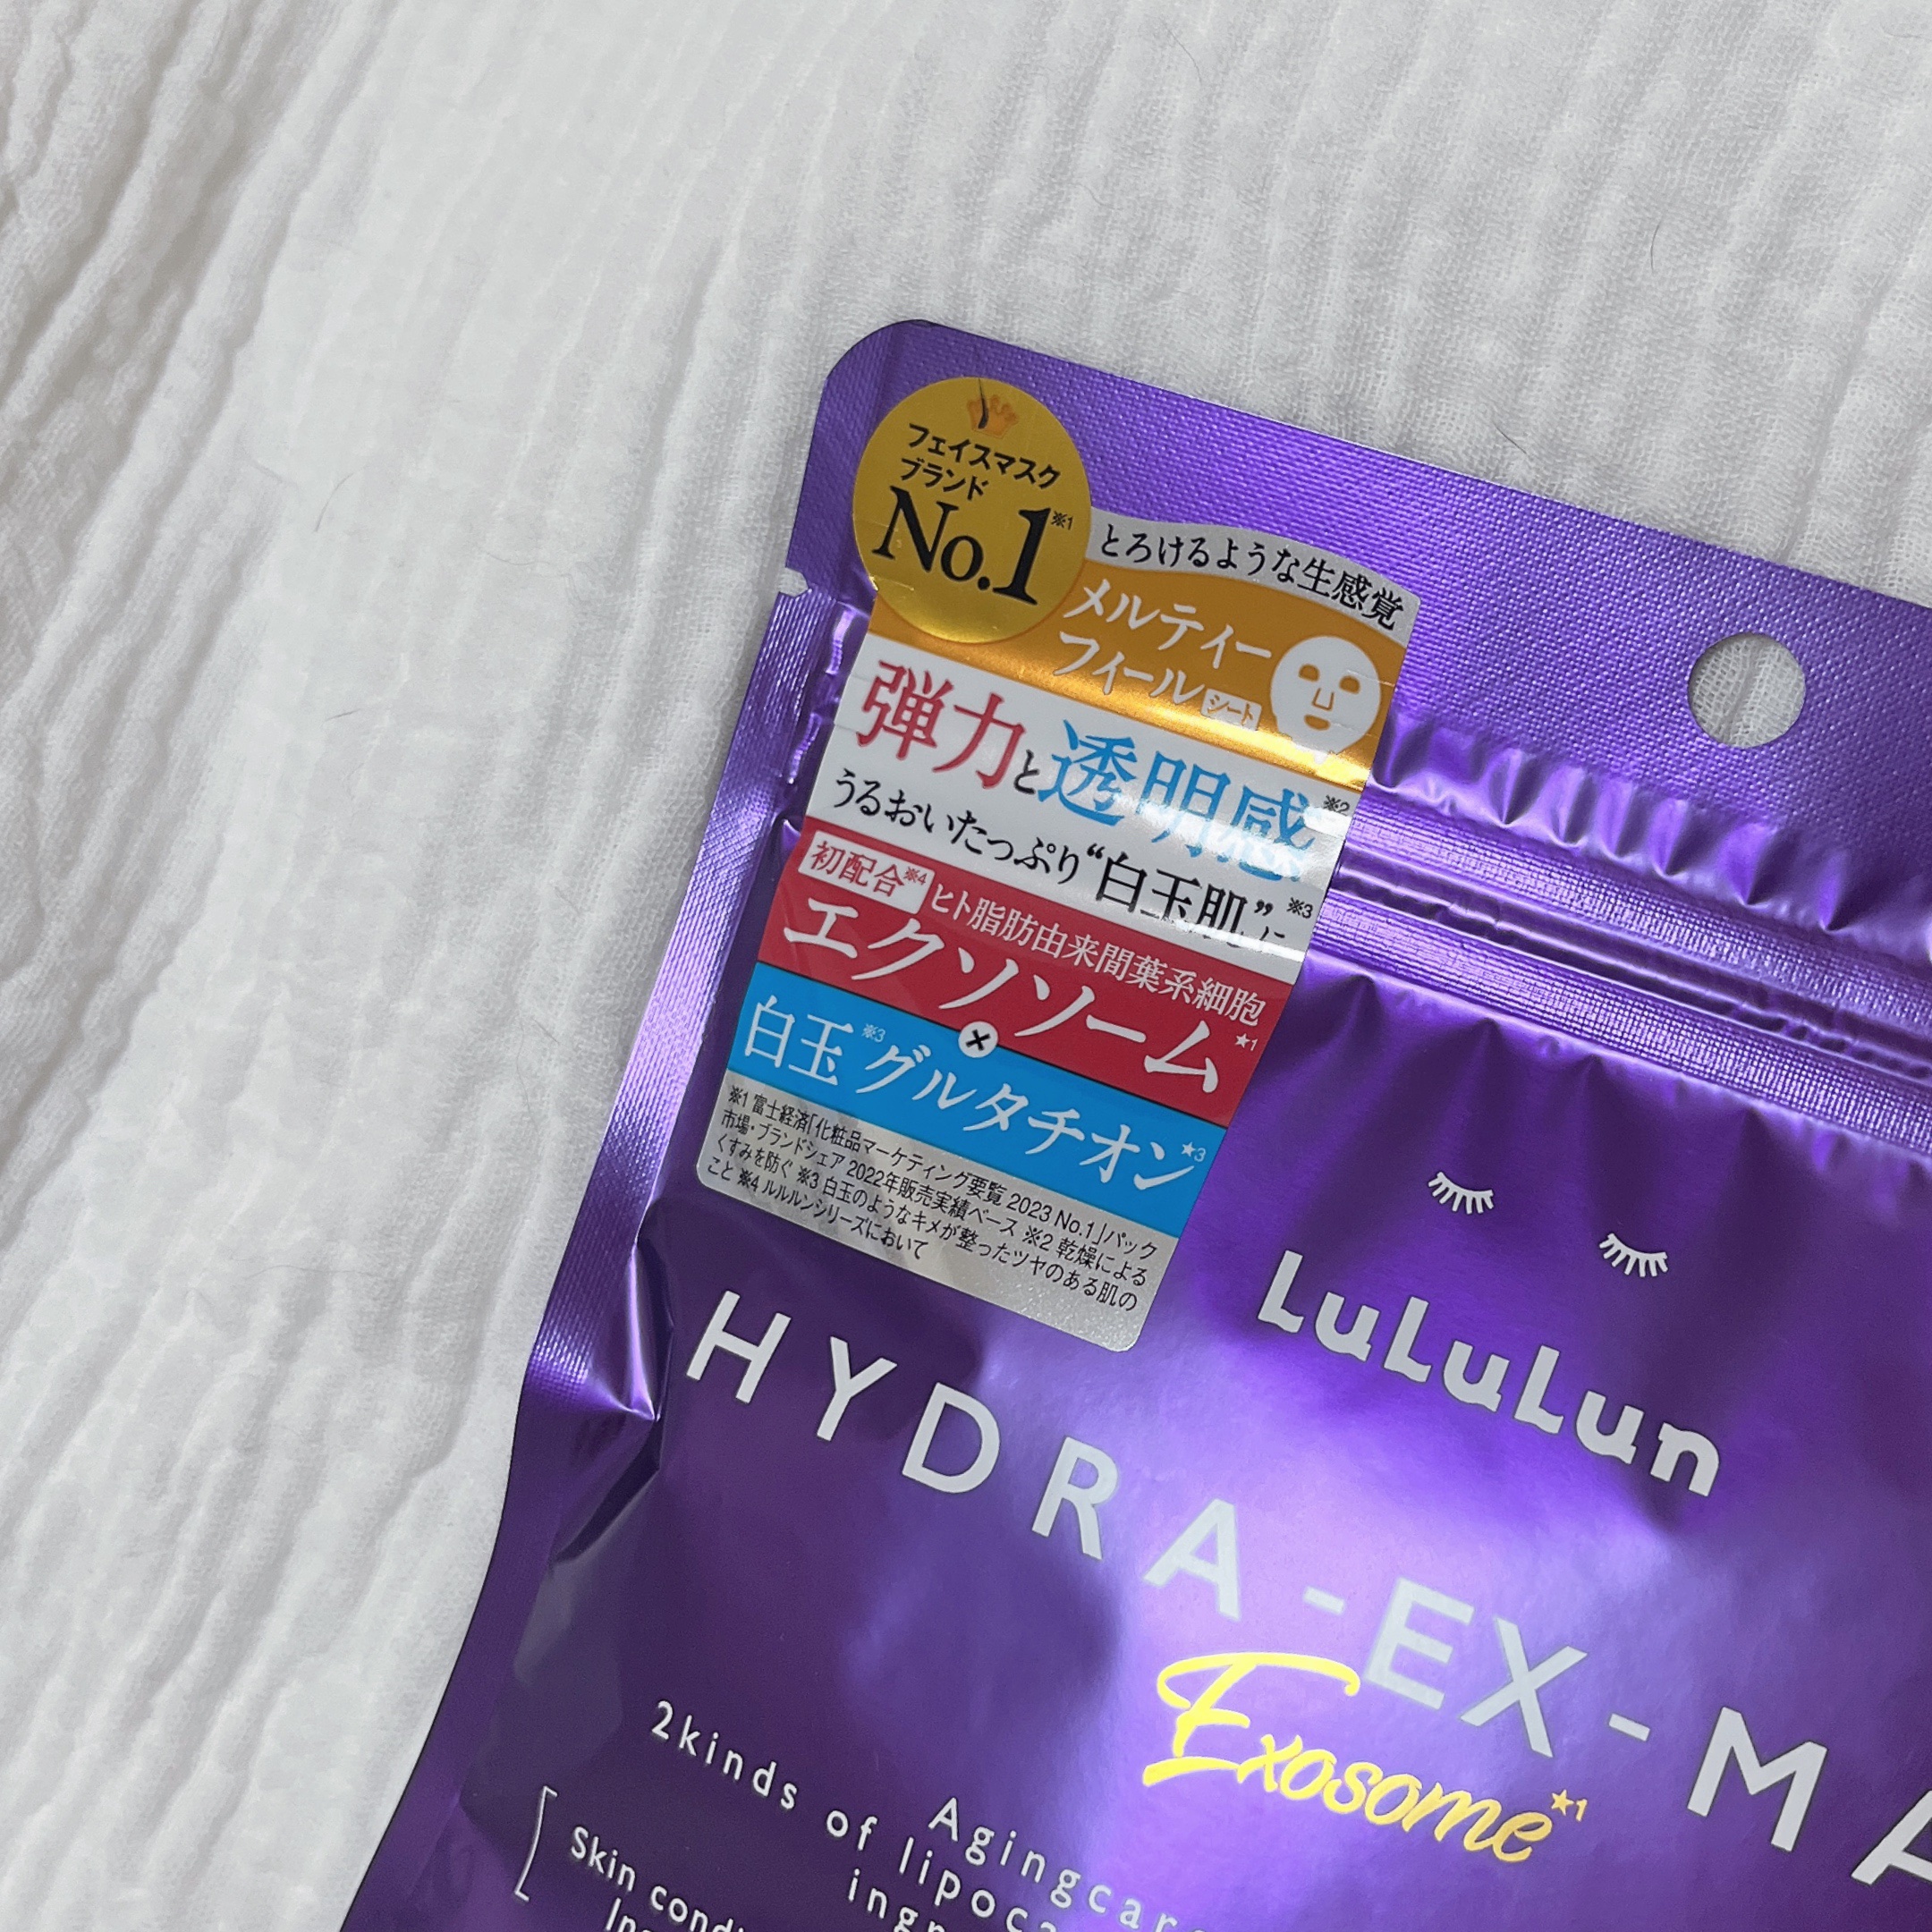 フェイスマスク
ブランド
No.1※1
とろけるような生感覚
メルティー
フィール シート
弾力と透明感※2
うるおいたっぷり“白玉肌”※3に
初配合※4 ヒト脂肪由来間葉系細胞
エクソソーム★1
×
白玉※3グルタチオン★3
※1 富士経済「化粧品マーケティング要覧 2023 No.1」パック
市場・ブランドシェア 2022年販売実績ベース ※2 乾燥による
くすみを防ぐ ※3 白玉のようなキメが整ったツヤのある肌の
こと ※4 ルルルンシリーズにおいて
LuLuLun
HYDRA-EX-MA
Exosome★1
Agingcar
2kinds of lipoca
ingr
Skin condi